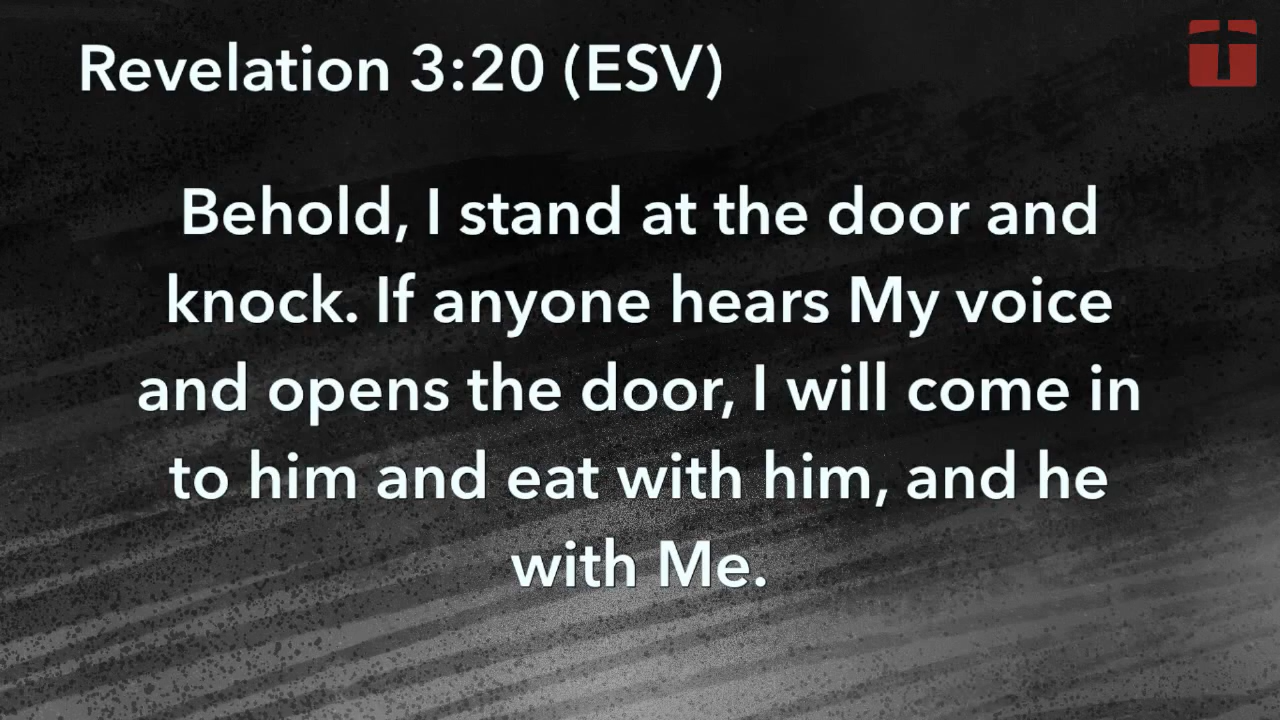 Revelation 3:20 (ESV)
Behold, I stand at the door and
knock. If anyone hears My voice
and opens the door, I will come in
to him and eat with him, and he
with Me.